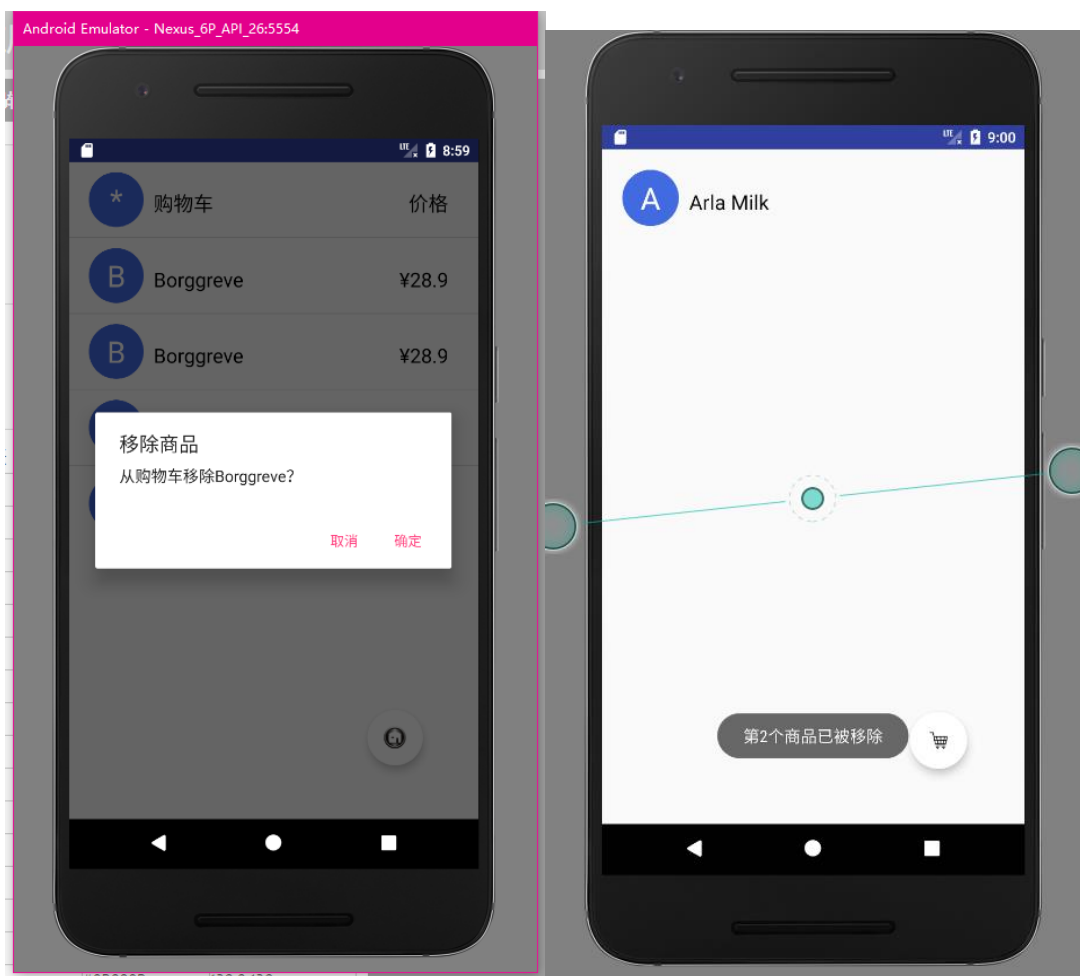 Android Emulator - Nexus_6P_API_26:5554
LTE 8:59
* 购物车 价格
B Borggreve ¥28.9
B Borggreve ¥28.9
移除商品
从购物车移除Borggreve?
取消 确定
LTE 9:00
A Arla Milk
第2个商品已被移除